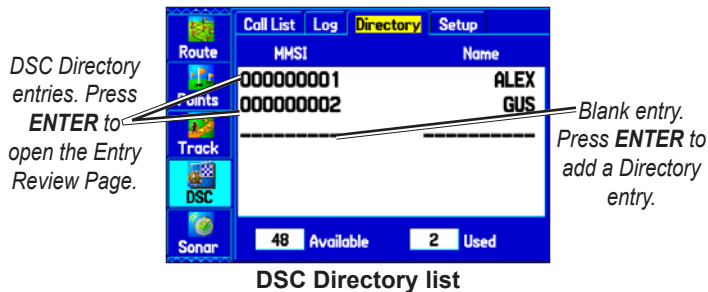 DSC Directory
entries. Press
ENTER to
open the Entry
Review Page.
Route
Points
Track
DSC
Sonar
Call List Log Directory Setup
MMSI Name
000000001 ALEX
000000002 GUS
_________ __________
48 Available 2 Used
Blank entry.
Press ENTER to
add a Directory
entry.
DSC Directory list